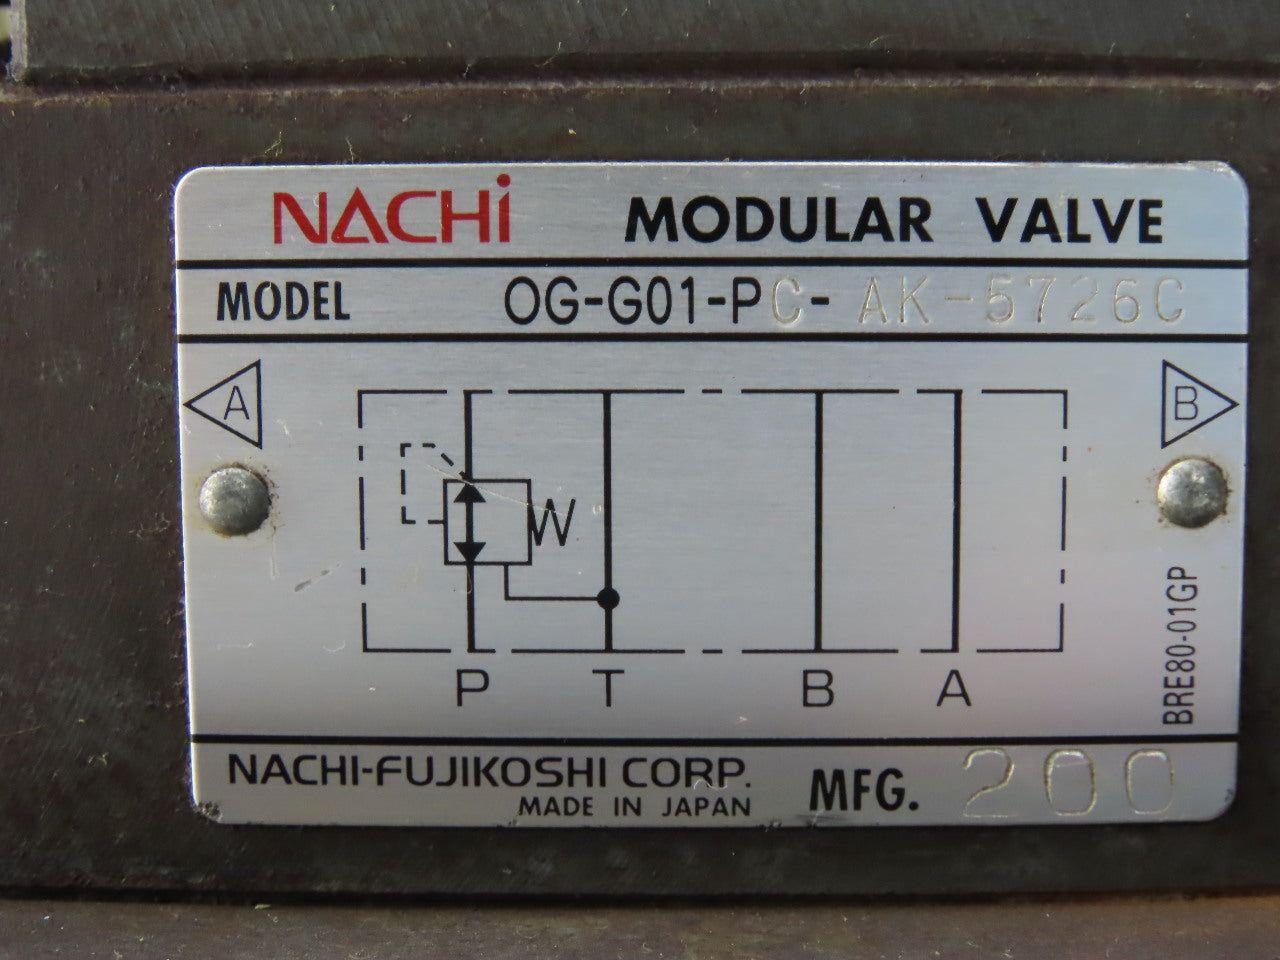 NACHi MODULAR VALVE
MODEL OG-G01-PC-AK-5726C
A
B
W
P T B A
BRE80-01GP
NACHI-FUJIKOSHI CORP.
MADE IN JAPAN
MFG. 200